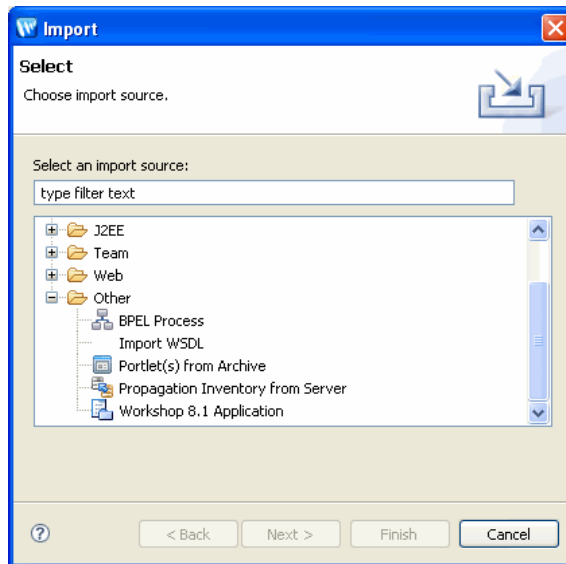 Import
Select
Choose import source.
Select an import source:
type filter text
J2EE
Team
Web
Other
BPEL Process
Import WSDL
Portlet(s) from Archive
Propagation Inventory from Server
Workshop 8.1 Application
? < Back Next > Finish Cancel